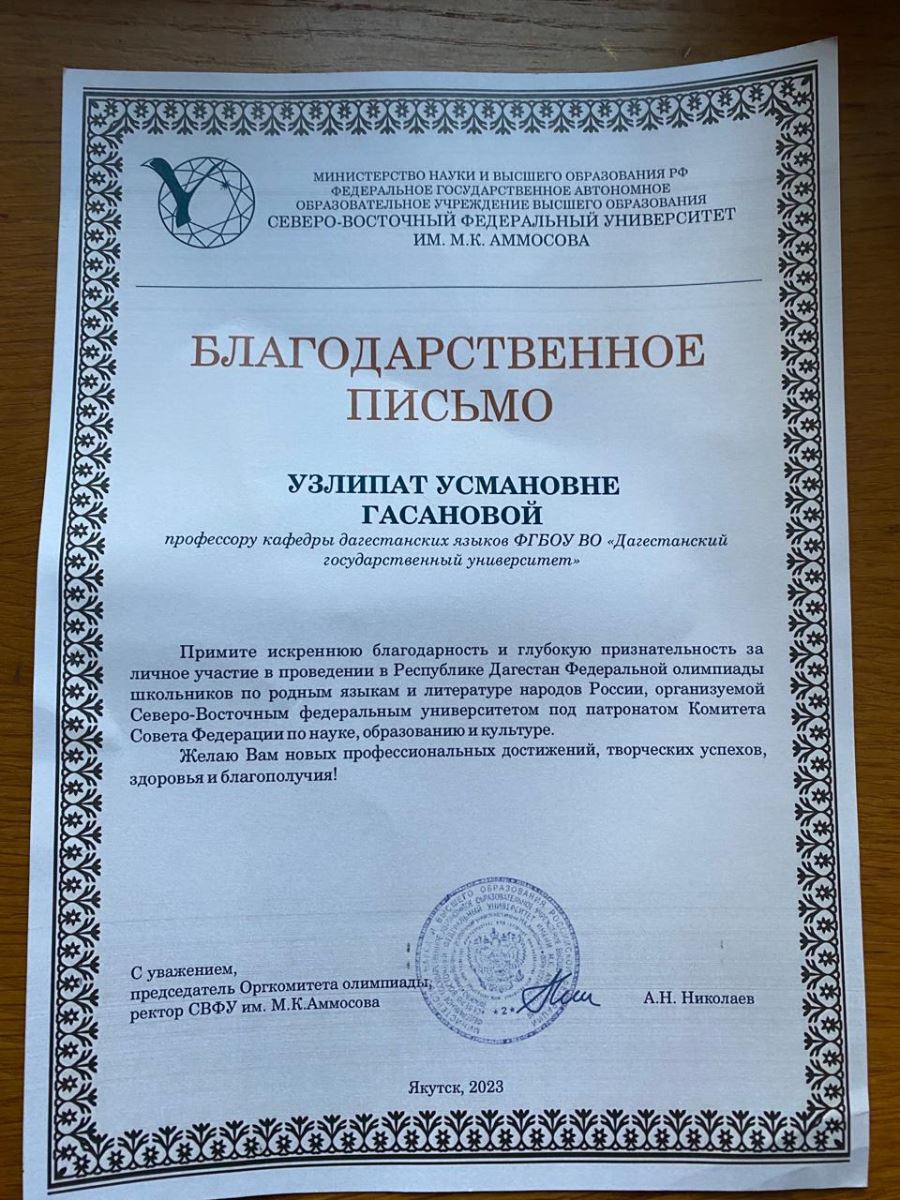 МИНИСТЕРСТВО НАУКИ И ВЫСШЕГО ОБРАЗОВАНИЯ РФ
ФЕДЕРАЛЬНОЕ ГОСУДАРСТВЕННОЕ АВТОНОМНОЕ
ОБРАЗОВАТЕЛЬНОЕ УЧРЕЖДЕНИЕ ВЫСШЕГО ОБРАЗОВАНИЯ
СЕВЕРО-ВОСТОЧНЫЙ ФЕДЕРАЛЬНЫЙ УНИВЕРСИТЕТ
ИМ. М.К. АММОСОВА
БЛАГОДАРСТВЕННОЕ
ПИСЬМО
УЗЛИПАТ УСМАНОВНЕ
ГАСАНОВОЙ
профессору кафедры дагестанских языков ФГБОУ ВО «Дагестанский
государственный университет»
Примите искреннюю благодарность и глубокую признательность за
личное участие в проведении в Республике Дагестан Федеральной олимпиады
школьников по родным языкам и литературе народов России, организуемой
Северо-Восточным федеральным университетом под патронатом Комитета
Совета Федерации по науке, образованию и культуре.
Желаю Вам новых профессиональных достижений, творческих успехов,
здоровья и благополучия!
С уважением,
председатель Оргкомитета олимпиады,
ректор СВФУ им. М.К.Аммосова
А.Н. Николаев
Якутск, 2023